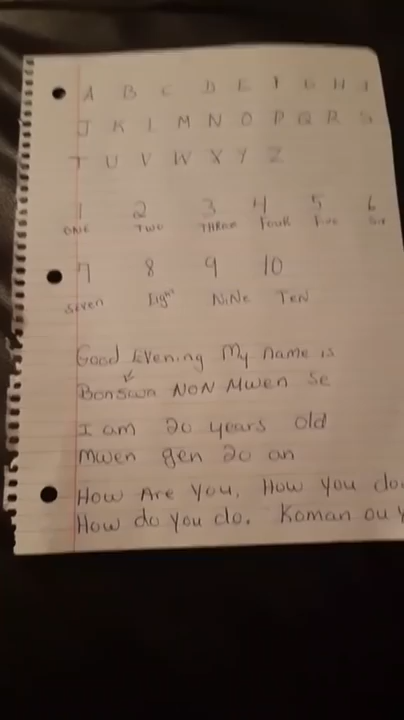 A B C D E F G H I
J K L M N O P Q R S
T U V W X Y Z
1 2 3 4 5 6
ONE TWO THREE FOUR Five Six
7 8 9 10
Seven Eight NiNe TeN
Good Evening My name is
Bonswa NON Mwen se
I am 20 years old
Mwen gen 20 an
How Are You, How You do
How do You do. Koman ou